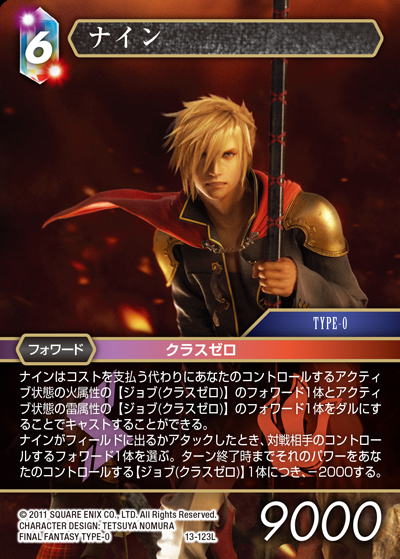 6
ナイン
TYPE-0
フォワード
クラスゼロ
ナインはコストを支払う代わりにあなたのコントロールするアクティ
ブ状態の火属性の【ジョブ(クラスゼロ)】のフォワード1体とアクティ
ブ状態の雷属性の【ジョブ(クラスゼロ)】のフォワード1体をダルにす
ることでキャストすることができる。
ナインがフィールドに出るかアタックしたとき、対戦相手のコントロー
ルするフォワード1体を選ぶ。ターン終了時までそれのパワーをあな
たのコントロールする【ジョブ(クラスゼロ)】1体につき、－2000する。
© 2011 SQUARE ENIX CO., LTD. All Rights Reserved.
CHARACTER DESIGN: TETSUYA NOMURA
FINAL FANTASY TYPE-0
13-123L
9000